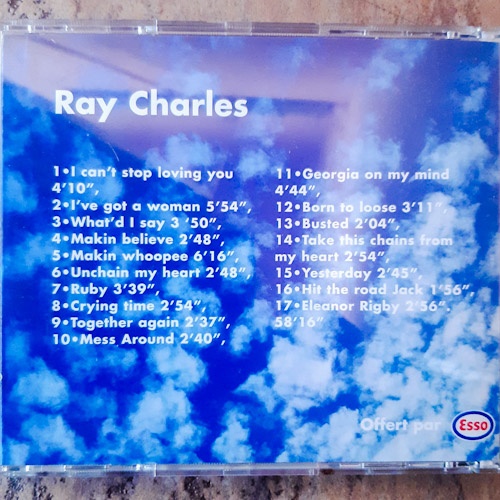 Ray Charles
1•I can't stop loving you
4'10",
2•I've got a woman 5'54",
3•What'd I say 3 '50",
4•Makin believe 2'48",
5•Makin whoopee 6'16",
6•Unchain my heart 2'48",
7•Ruby 3'39",
8•Crying time 2'54",
9•Together again 2'37",
10•Mess Around 2'40",
11•Georgia on my mind
4'44",
12•Born to loose 3'11",
13•Busted 2'04",
14•Take this chains from
my heart 2'54",
15•Yesterday 2'45",
16•Hit the road Jack 1'56",
17•Eleanor Rigby 2'56".
58'16"
Offert par Esso